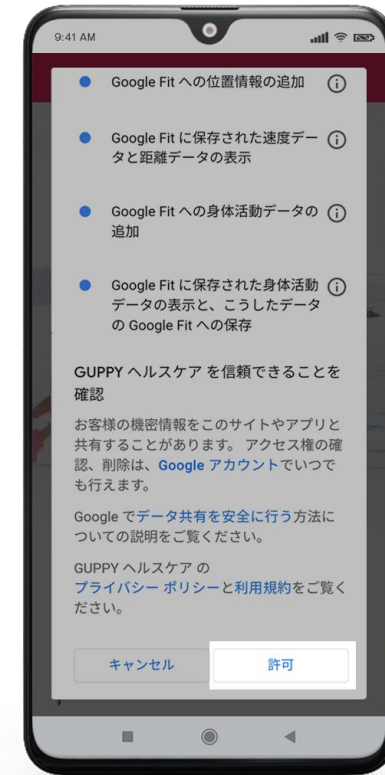 9:41 AM
Google Fit への位置情報の追加
Google Fit に保存された速度デー
タと距離データの表示
Google Fit への身体活動データの
追加
Google Fit に保存された身体活動
データの表示と、こうしたデータ
の Google Fit への保存
GUPPY ヘルスケア を信頼できることを
確認
お客様の機密情報をこのサイトやアプリと
共有することがあります。 アクセス権の確
認、削除は、Google アカウントでいつで
も行えます。
Google でデータ共有を安全に行う方法に
ついての説明をご覧ください。
GUPPY ヘルスケア の
プライバシー ポリシーと利用規約をご覧く
ださい。
キャンセル
許可